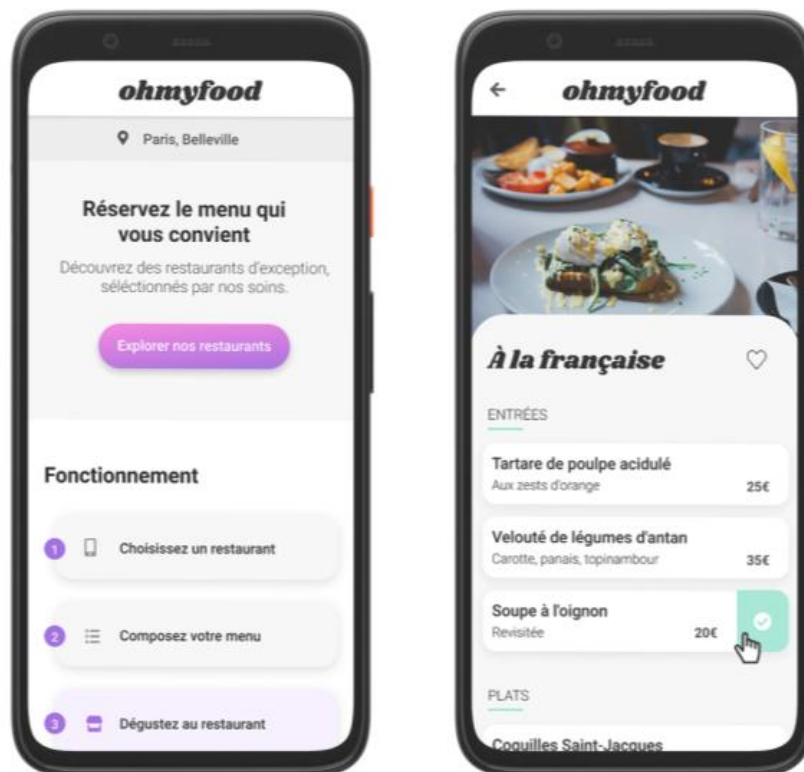 ohmyfood
Paris, Belleville
Réservez le menu qui
vous convient
Découvrez des restaurants d'exception,
séléctionnés par nos soins.
Explorer nos restaurants
Fonctionnement
1 Choisissez un restaurant
2 Composez votre menu
3 Dégustez au restaurant
ohmyfood
À la française
ENTRÉES
Tartare de poulpe acidulé
Aux zests d'orange 25€
Velouté de légumes d'antan
Carotte, panais, topinambour 35€
Soupe à l'oignon
Revisitée 20€
PLATS
Coquilles Saint-Jacques